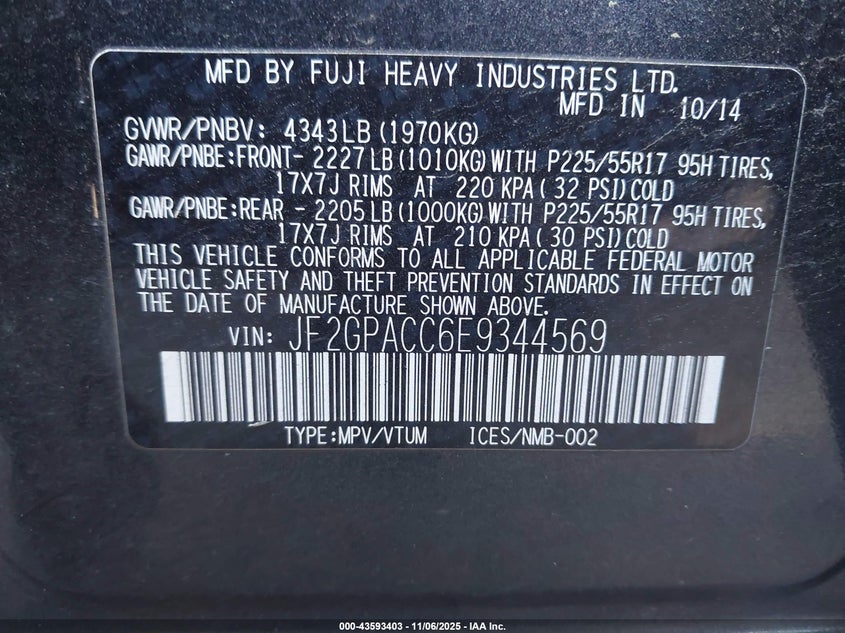 MFD BY FUJI HEAVY INDUSTRIES LTD.
MFD IN 10/14
GVWR/PNBV: 4343LB (1970KG)
GAWR/PNBE:FRONT- 2227LB (1010KG) WITH P225/55R17 95H TIRES,
17X7J RIMS AT 220 KPA ( 32 PSI) COLD
GAWR/PNBE:REAR - 2205LB (1000KG) WITH P225/55R17 95H TIRES,
17X7J RIMS AT 210 KPA ( 30 PSI) COLD
THIS VEHICLE CONFORMS TO ALL APPLICABLE FEDERAL MOTOR
VEHICLE SAFETY AND THEFT PREVENTION STANDARDS IN EFFECT ON
THE DATE OF MANUFACTURE SHOWN ABOVE.
VIN: JF2GPACC6E9344569
TYPE:MPV/VTUM ICES/NMB-002
000-43593403 - 11/06/2025 - IAA Inc.